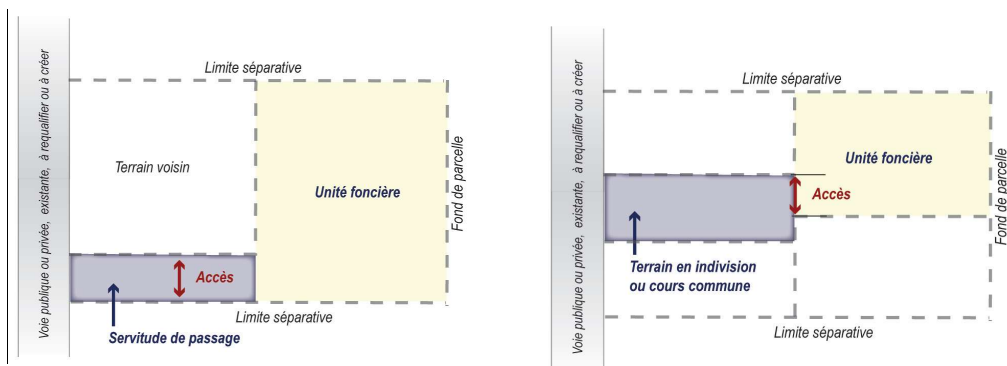 Voie publique ou privée, existante, à requalifier ou à créer
Limite séparative
Terrain voisin
Unité foncière
Fond de parcelle
Accès
Limite séparative
Servitude de passage
Voie publique ou privée, existante, à requalifier ou à créer
Limite séparative
Unité foncière
Fond de parcelle
Accès
Terrain en indivision
ou cours commune
Limite séparative